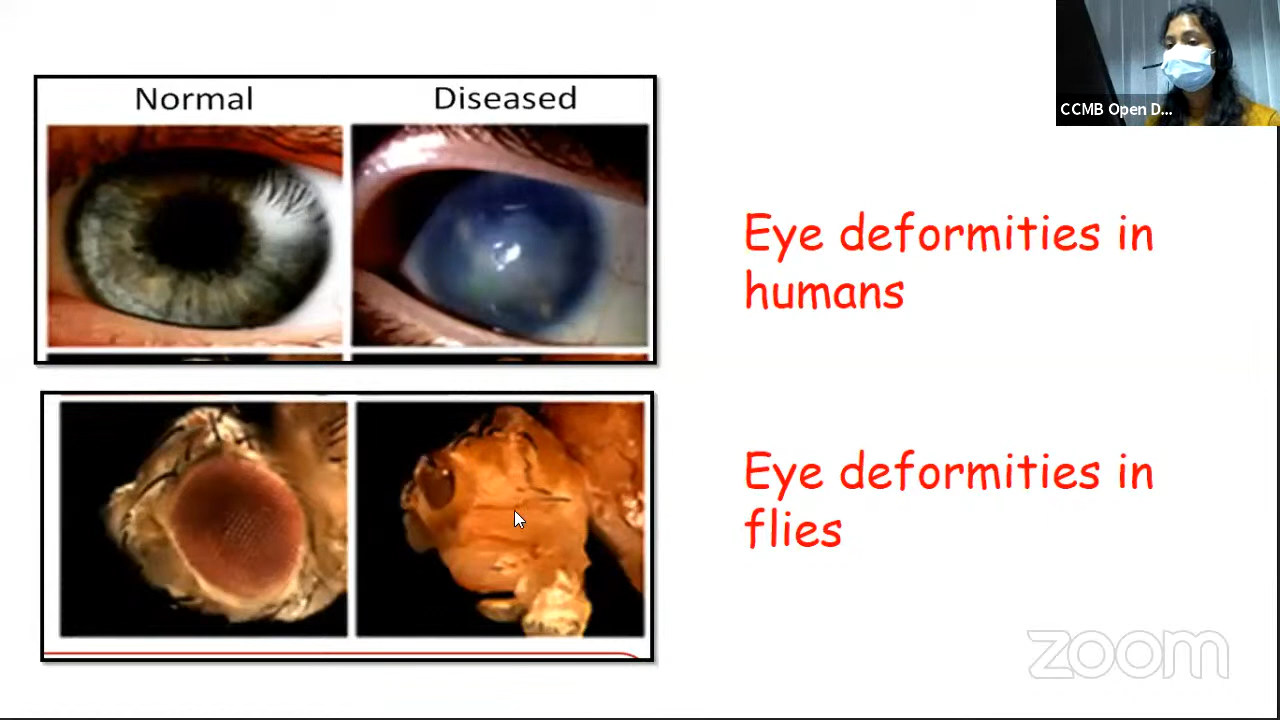 Normal
Diseased
CCMB Open D...
Eye deformities in
humans
Eye deformities in
flies
zoom